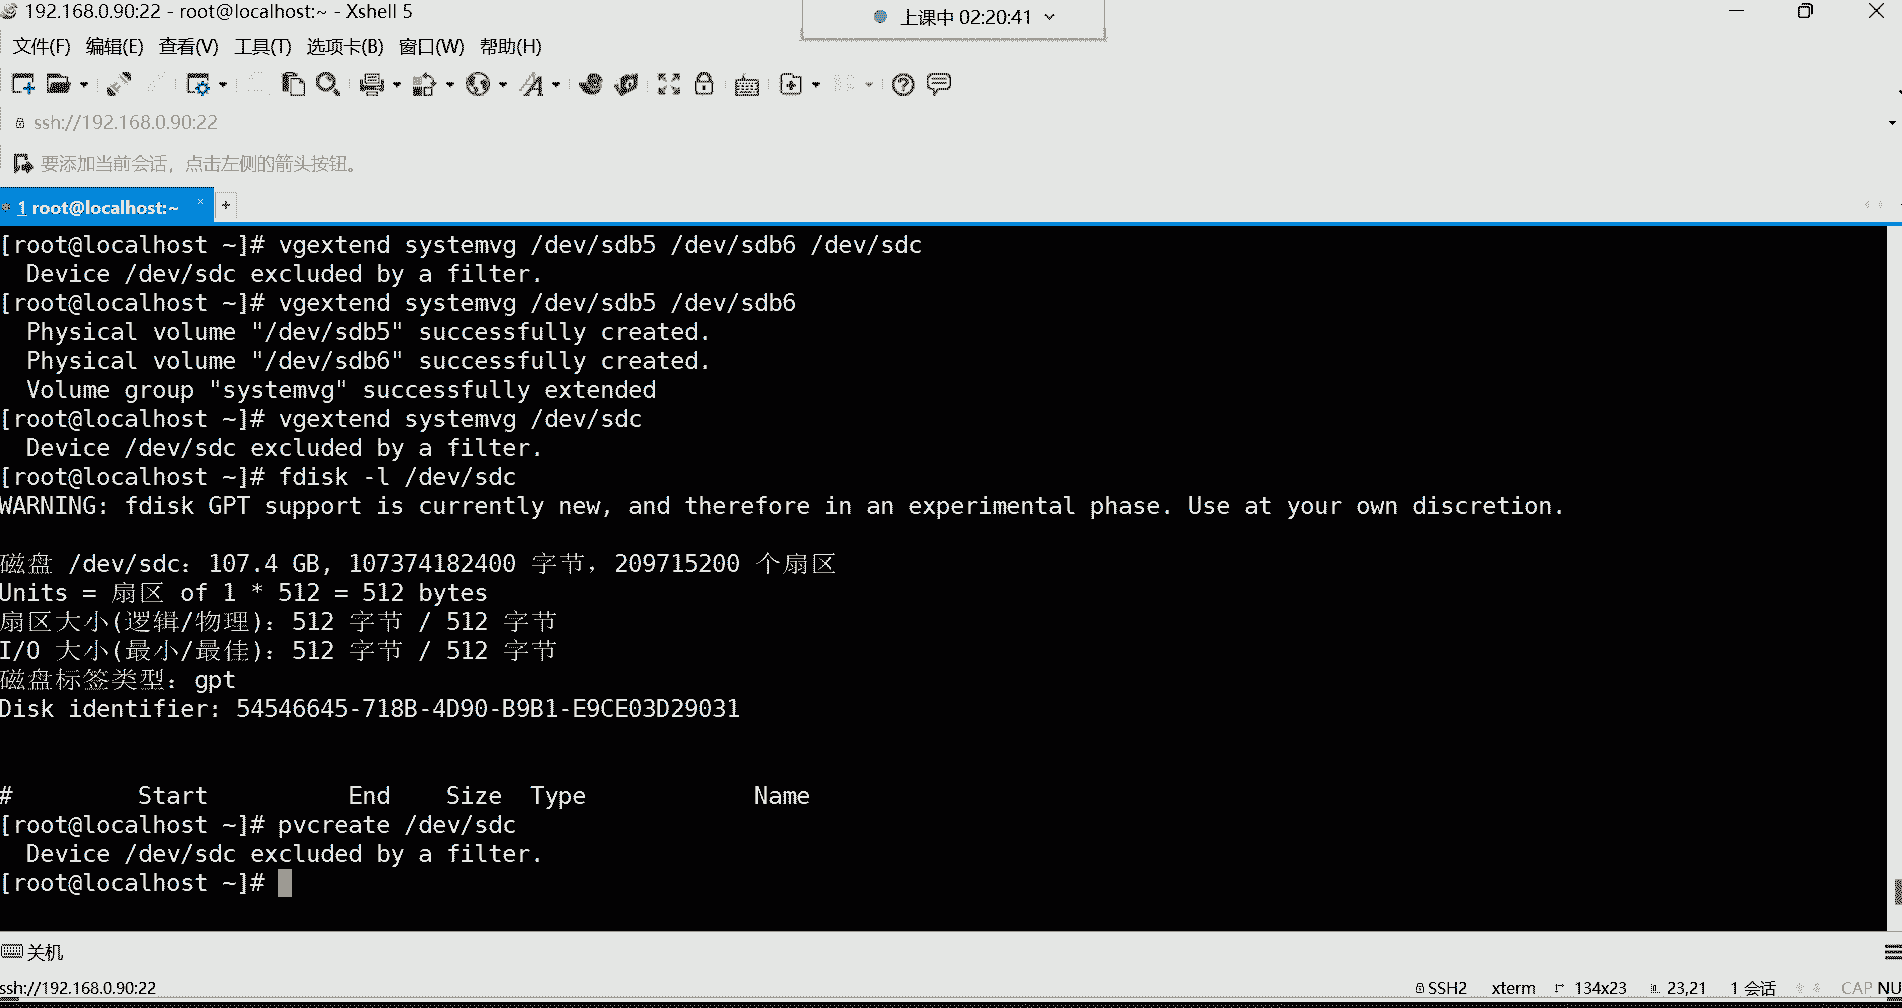 192.168.0.90:22 - root@localhost:~ - Xshell 5
上课中 02:20:41
文件(F) 编辑(E) 查看(V) 工具(T) 选项卡(B) 窗口(W) 帮助(H)
ssh://192.168.0.90:22
要添加当前会话，点击左侧的箭头按钮。
1 root@localhost:~ × +
[root@localhost ~]# vgextend systemvg /dev/sdb5 /dev/sdb6 /dev/sdc
  Device /dev/sdc excluded by a filter.
[root@localhost ~]# vgextend systemvg /dev/sdb5 /dev/sdb6
  Physical volume "/dev/sdb5" successfully created.
  Physical volume "/dev/sdb6" successfully created.
  Volume group "systemvg" successfully extended
[root@localhost ~]# vgextend systemvg /dev/sdc
  Device /dev/sdc excluded by a filter.
[root@localhost ~]# fdisk -l /dev/sdc
WARNING: fdisk GPT support is currently new, and therefore in an experimental phase. Use at your own discretion.
磁盘 /dev/sdc：107.4 GB, 107374182400 字节，209715200 个扇区
Units = 扇区 of 1 * 512 = 512 bytes
扇区大小(逻辑/物理)：512 字节 / 512 字节
I/O 大小(最小/最佳)：512 字节 / 512 字节
磁盘标签类型：gpt
Disk identifier: 54546645-718B-4D90-B9B1-E9CE03D29031
#         Start          End    Size  Type            Name
[root@localhost ~]# pvcreate /dev/sdc
  Device /dev/sdc excluded by a filter.
[root@localhost ~]#
关机
ssh://192.168.0.90:22
SSH2 xterm 134x23 23,21 1 会话 CAP NU